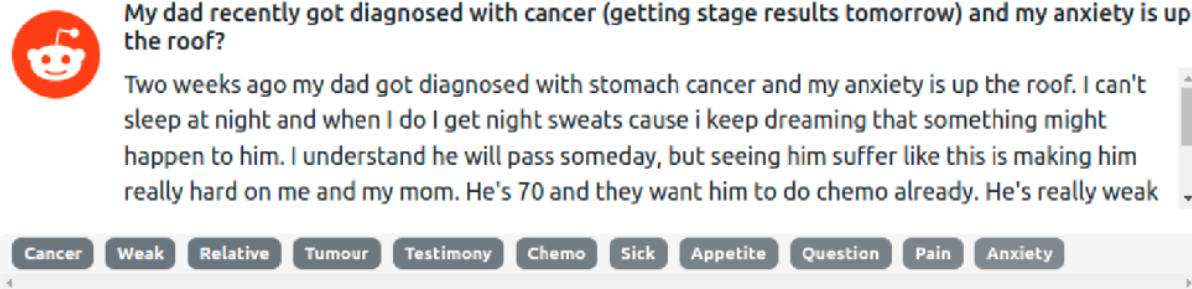 My dad recently got diagnosed with cancer (getting stage results tomorrow) and my anxiety is up
the roof?
Two weeks ago my dad got diagnosed with stomach cancer and my anxiety is up the roof. I can't
sleep at night and when I do I get night sweats cause i keep dreaming that something might
happen to him. I understand he will pass someday, but seeing him suffer like this is making him
really hard on me and my mom. He's 70 and they want him to do chemo already. He's really weak
Cancer Weak Relative Tumour Testimony Chemo Sick Appetite Question Pain Anxiety